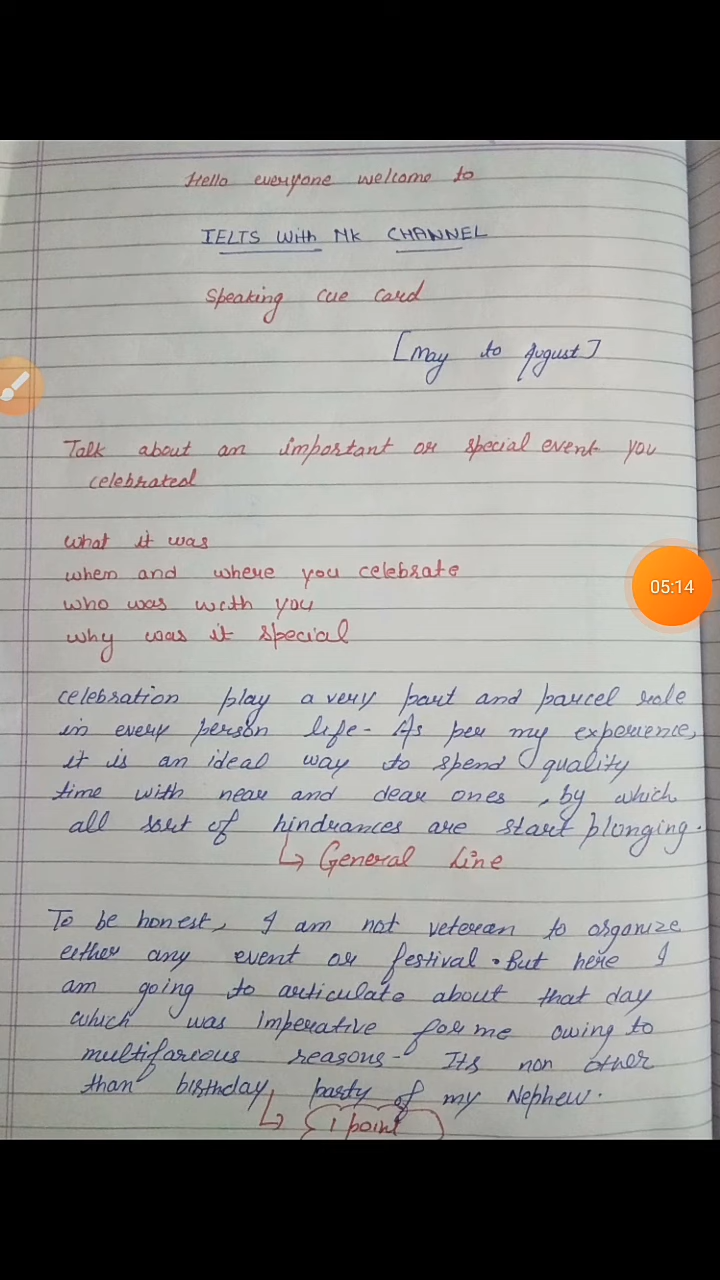 Hello everyone welcome to
IELTS with NK CHANNEL
Speaking cue card
[May to August]
Talk about an important or special event you
celebrated
what it was
when and where you celebrate
who was with you
why was it special
05:14
celebration play a very part and parcel role
in every person life- As per my experience,
it is an ideal way to spend quality
time with near and dear ones, by which
all sort of hindrances are start plonging.
↳ General Line
To be honest, I am not veteran to organize
either any event or festival. But here I
am going to articulate about that day
which was imperative for me owing to
multifarious reasons- Its non other
than birthday party of my Nephew.
↳ 1 point